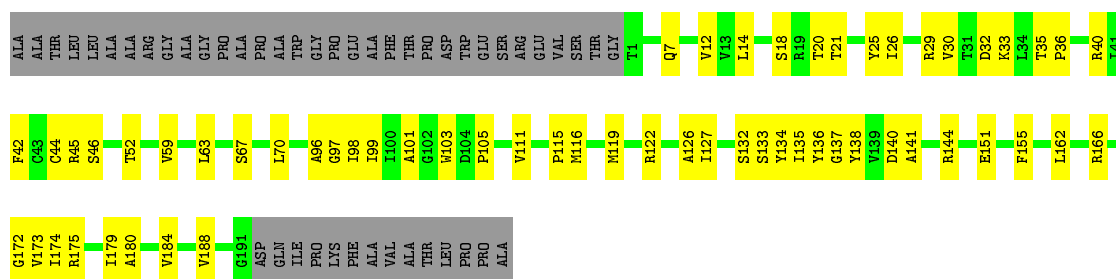 ALA ALA THR LEU LEU ALA ALA ARG GLY ALA GLY PRO ALA PRO ALA TRP GLY PRO GLU ALA PHE THR PRO ASP TRP GLU SER ARG GLU VAL SER THR GLY T1 Q7 V12 V13 L14 S18 R19 T20 T21 Y25 I26 R29 V30 T31 D32 K33 L34 T35 P36 R40 I41
F42 C43 C44 R45 S46 T52 V59 L63 S67 L70 A96 G97 I98 I99 I100 A101 G102 W103 D104 P105 V111 P115 M116 M119 R122 A126 I127 S132 S133 Y134 I135 Y136 G137 Y138 V139 D140 A141 R144 E151 F155 L162 R166
G172 V173 I174 R175 I179 A180 V184 V188 G191 ASP GLN ILE PRO LYS PHE ALA VAL ALA THR LEU PRO PRO ALA